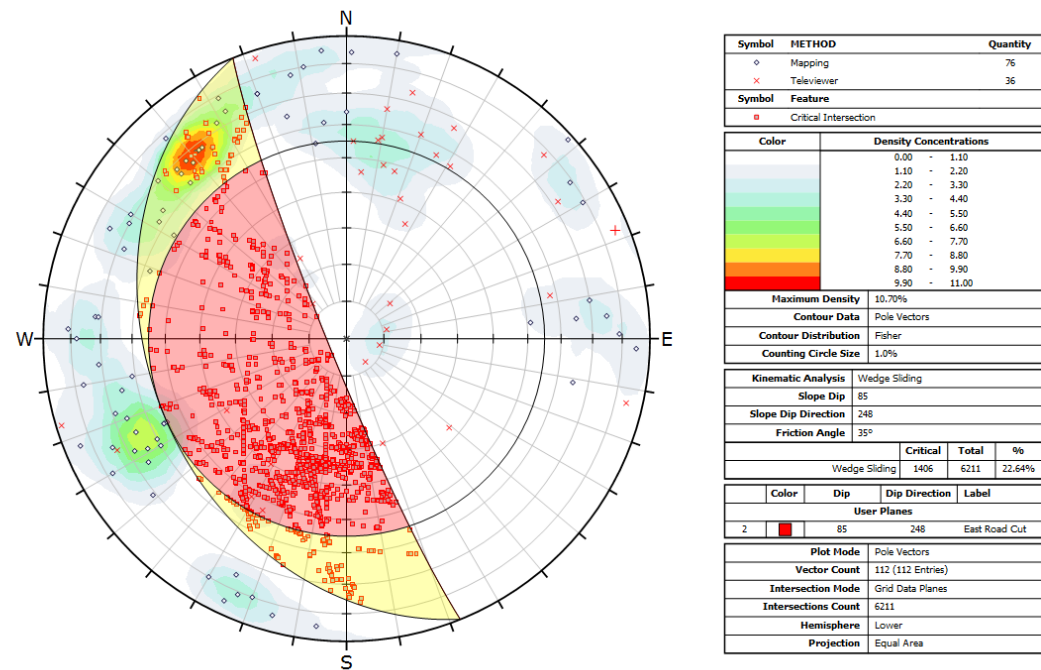 N
W
E
S
Symbol METHOD Quantity
Mapping 76
Televiewer 36
Symbol Feature
Critical Intersection
Color Density Concentrations
0.00 - 1.10
1.10 - 2.20
2.20 - 3.30
3.30 - 4.40
4.40 - 5.50
5.50 - 6.60
6.60 - 7.70
7.70 - 8.80
8.80 - 9.90
9.90 - 11.00
Maximum Density 10.70%
Contour Data Pole Vectors
Contour Distribution Fisher
Counting Circle Size 1.0%
Kinematic Analysis Wedge Sliding
Slope Dip 85
Slope Dip Direction 248
Friction Angle 35º
Critical Total %
Wedge Sliding 1406 6211 22.64%
Color Dip Dip Direction Label
User Planes
2 85 248 East Road Cut
Plot Mode Pole Vectors
Vector Count 112 (112 Entries)
Intersection Mode Grid Data Planes
Intersections Count 6211
Hemisphere Lower
Projection Equal Area